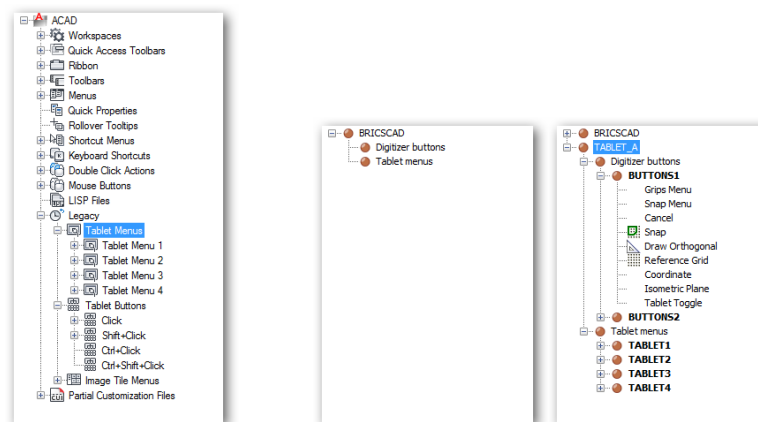 ACAD
Workspaces
Quick Access Toolbars
Ribbon
Toolbars
Menus
Quick Properties
Rollover Tooltips
Shortcut Menus
Keyboard Shortcuts
Double Click Actions
Mouse Buttons
LISP Files
Legacy
Tablet Menus
Tablet Menu 1
Tablet Menu 2
Tablet Menu 3
Tablet Menu 4
Tablet Buttons
Click
Shift+Click
Ctrl+Click
Ctrl+Shift+Click
Image Tile Menus
Partial Customization Files
BRICSCAD
Digitizer buttons
Tablet menus
BRICSCAD
TABLET_A
Digitizer buttons
BUTTONS1
Grips Menu
Snap Menu
Cancel
Snap
Draw Orthogonal
Reference Grid
Coordinate
Isometric Plane
Tablet Toggle
BUTTONS2
Tablet menus
TABLET1
TABLET2
TABLET3
TABLET4